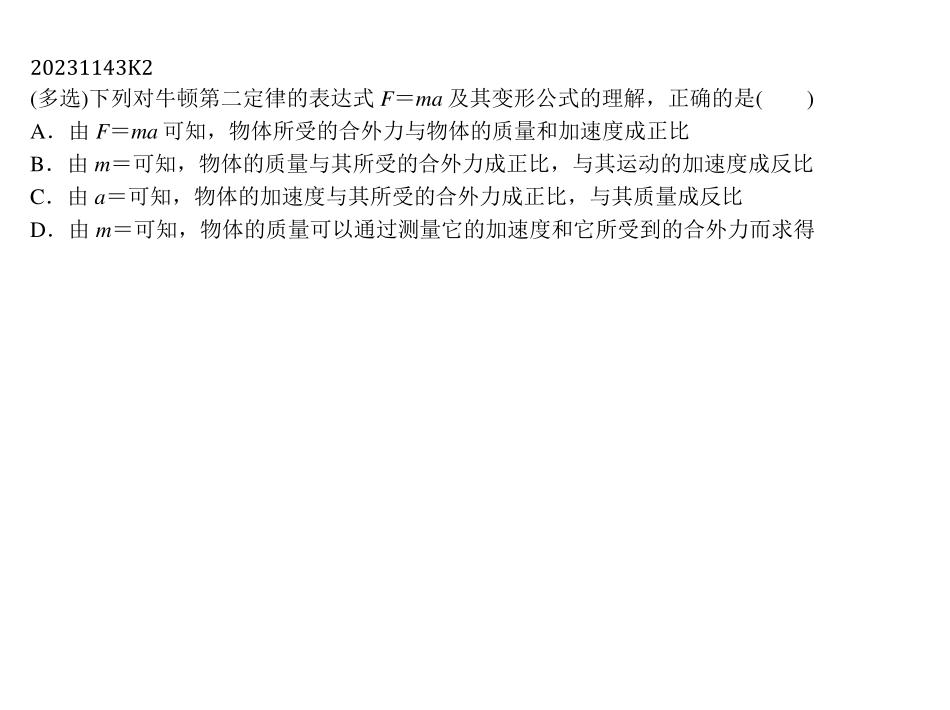 20231143K2
(多选)下列对牛顿第二定律的表达式 F＝ma 及其变形公式的理解，正确的是(　　)
A．由 F＝ma 可知，物体所受的合外力与物体的质量和加速度成正比
B．由 m＝可知，物体的质量与其所受的合外力成正比，与其运动的加速度成反比
C．由 a＝可知，物体的加速度与其所受的合外力成正比，与其质量成反比
D．由 m＝可知，物体的质量可以通过测量它的加速度和它所受到的合外力而求得